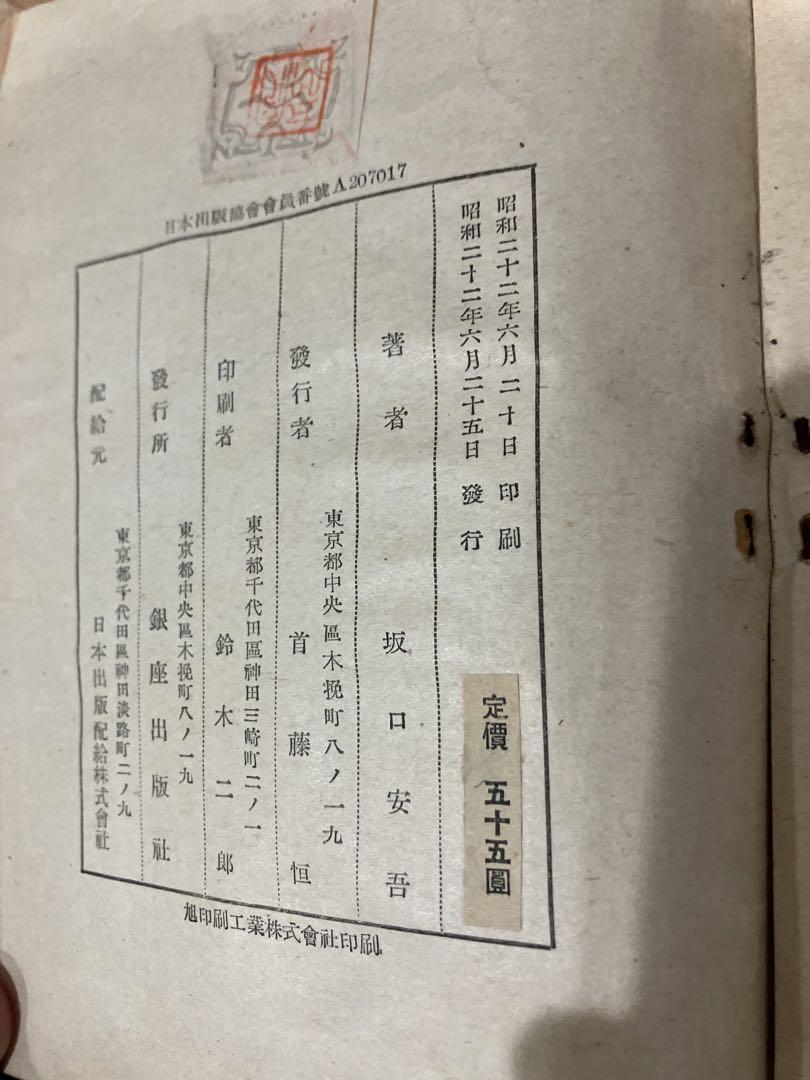 日本出版協會會員番號A207017
昭和二十二年六月二十日 印刷
昭和二十二年六月二十五日 發行
定價 五十五圓
著者 坂口安吾
東京都中央區木挽町八ノ一九
發行者 首藤恒
東京都千代田區神田三崎町二ノ一
印刷者 鈴木二郎
東京都中央區木挽町八ノ一九
發行所 銀座出版社
東京都千代田區神田淡路町二ノ九
配給元 日本出版配給株式會社
旭印刷工業株式會社印刷